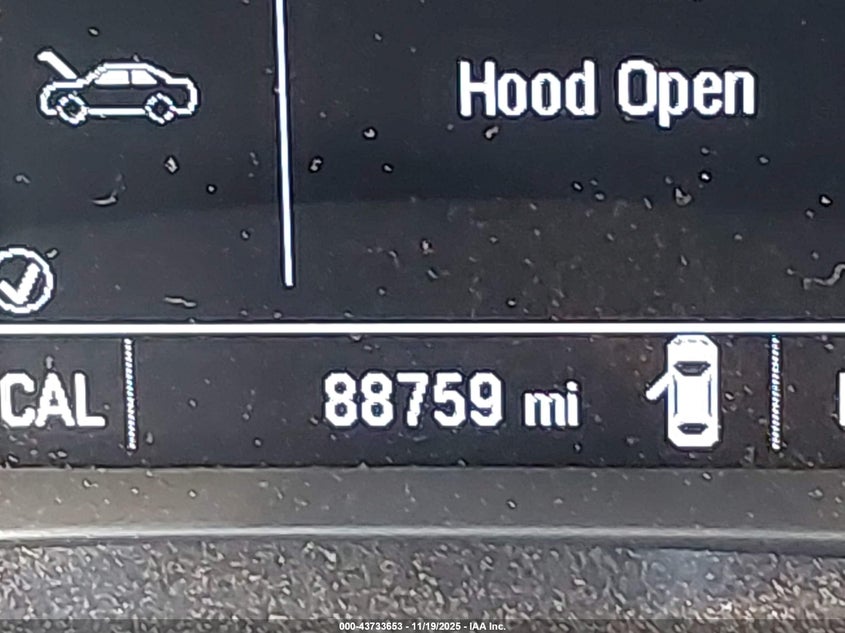 Hood Open
CAL
88759 mi
000-43733653 - 11/19/2025 - IAA Inc.